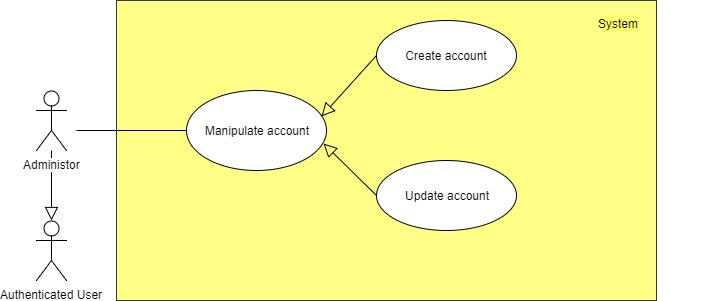 System
Create account
Manipulate account
Administor
Update account
Authenticated User